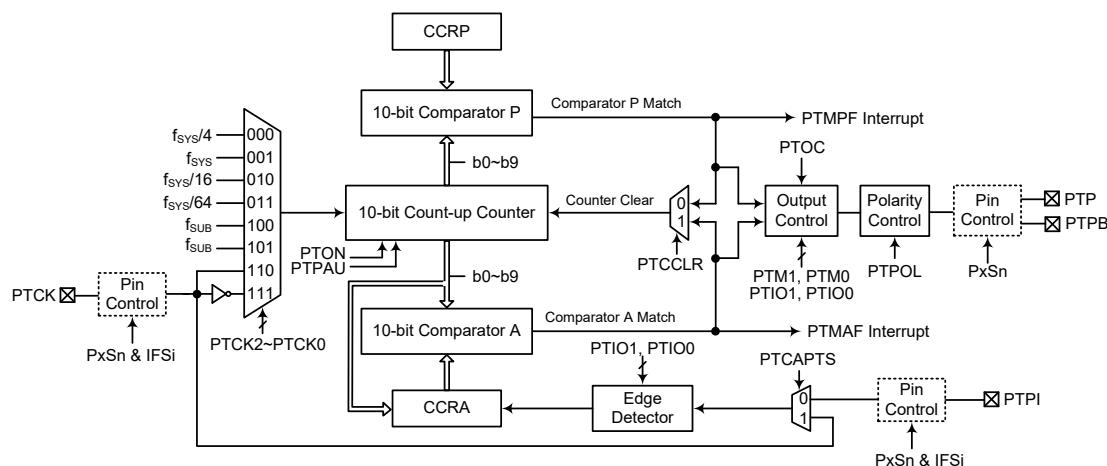 CCRP
10-bit Comparator P
Comparator P Match
PTMPF Interrupt
b0~b9
PTOC
fSYS/4
000
fSYS
001
fSYS/16
010
fSYS/64
011
fSUB
100
fSUB
101
110
111
10-bit Count-up Counter
Counter Clear
0
1
Output
Control
Polarity
Control
Pin
Control
PTP
PTPB
PTON
PTPAU
PTCCLR
PTM1, PTM0
PTIO1, PTIO0
PTPOL
PxSn
b0~b9
PTCK
Pin
Control
PxSn & IFSi
PTCK2~PTCK0
10-bit Comparator A
Comparator A Match
PTMAF Interrupt
PTIO1, PTIO0
PTCAPTS
CCRA
Edge
Detector
0
1
Pin
Control
PTPI
PxSn & IFSi